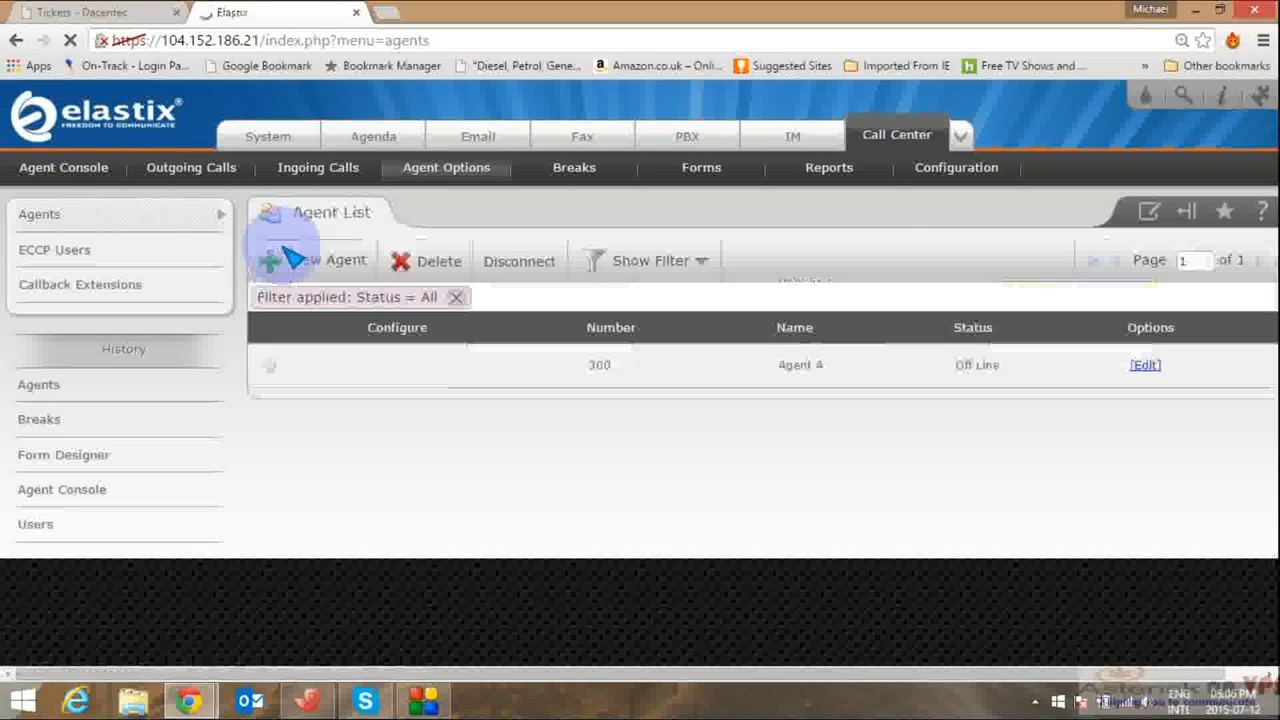 Tickets - Dacentec
Elastix
Michael
https://104.152.186.21/index.php?menu=agents
Apps
On-Track - Login Pa...
Google Bookmark
Bookmark Manager
"Diesel, Petrol, Gene...
Amazon.co.uk – Onli...
Suggested Sites
Imported From IE
Free TV Shows and ...
»
Other bookmarks
elastix®
FREEDOM TO COMMUNICATE
System
Agenda
Email
Fax
PBX
IM
Call Center
Agent Console
Outgoing Calls
Ingoing Calls
Agent Options
Breaks
Forms
Reports
Configuration
Agents
ECCP Users
Callback Extensions
History
Agents
Breaks
Form Designer
Agent Console
Users
Agent List
Agent
Delete
Disconnect
Show Filter
Page 1 of 1
Filter applied: Status = All
Configure Number Name Status Options
300 Agent A Off Line [Edit]
ENG 05:06 PM
INTL 2015-07-12